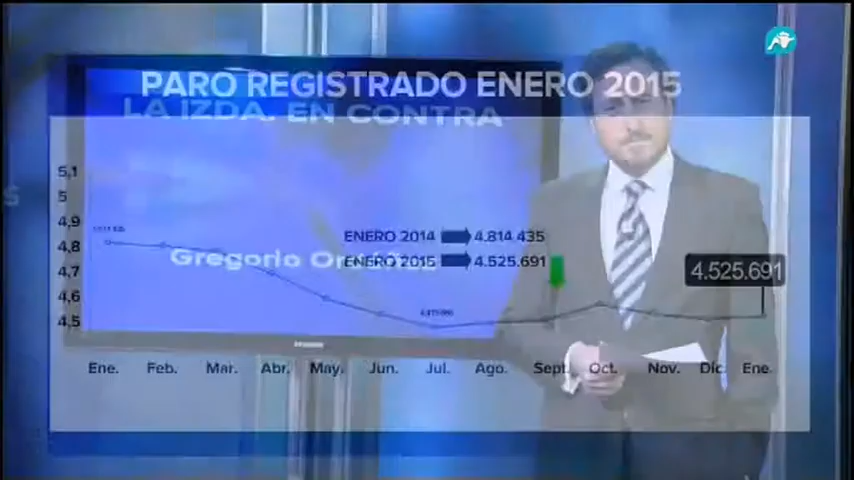 PARO REGISTRADO ENERO 2015
LA IZDA. EN CONTRA
5,1
5
4,9
4,8
4,7
4,6
4,5
ENERO 2014 4.814.435
ENERO 2015 4.525.691
Gregorio
4.525.691
Ene. Feb. Mar. Abr. May. Jun. Jul. Ago. Sept. Oct. Nov. Dic. Ene.